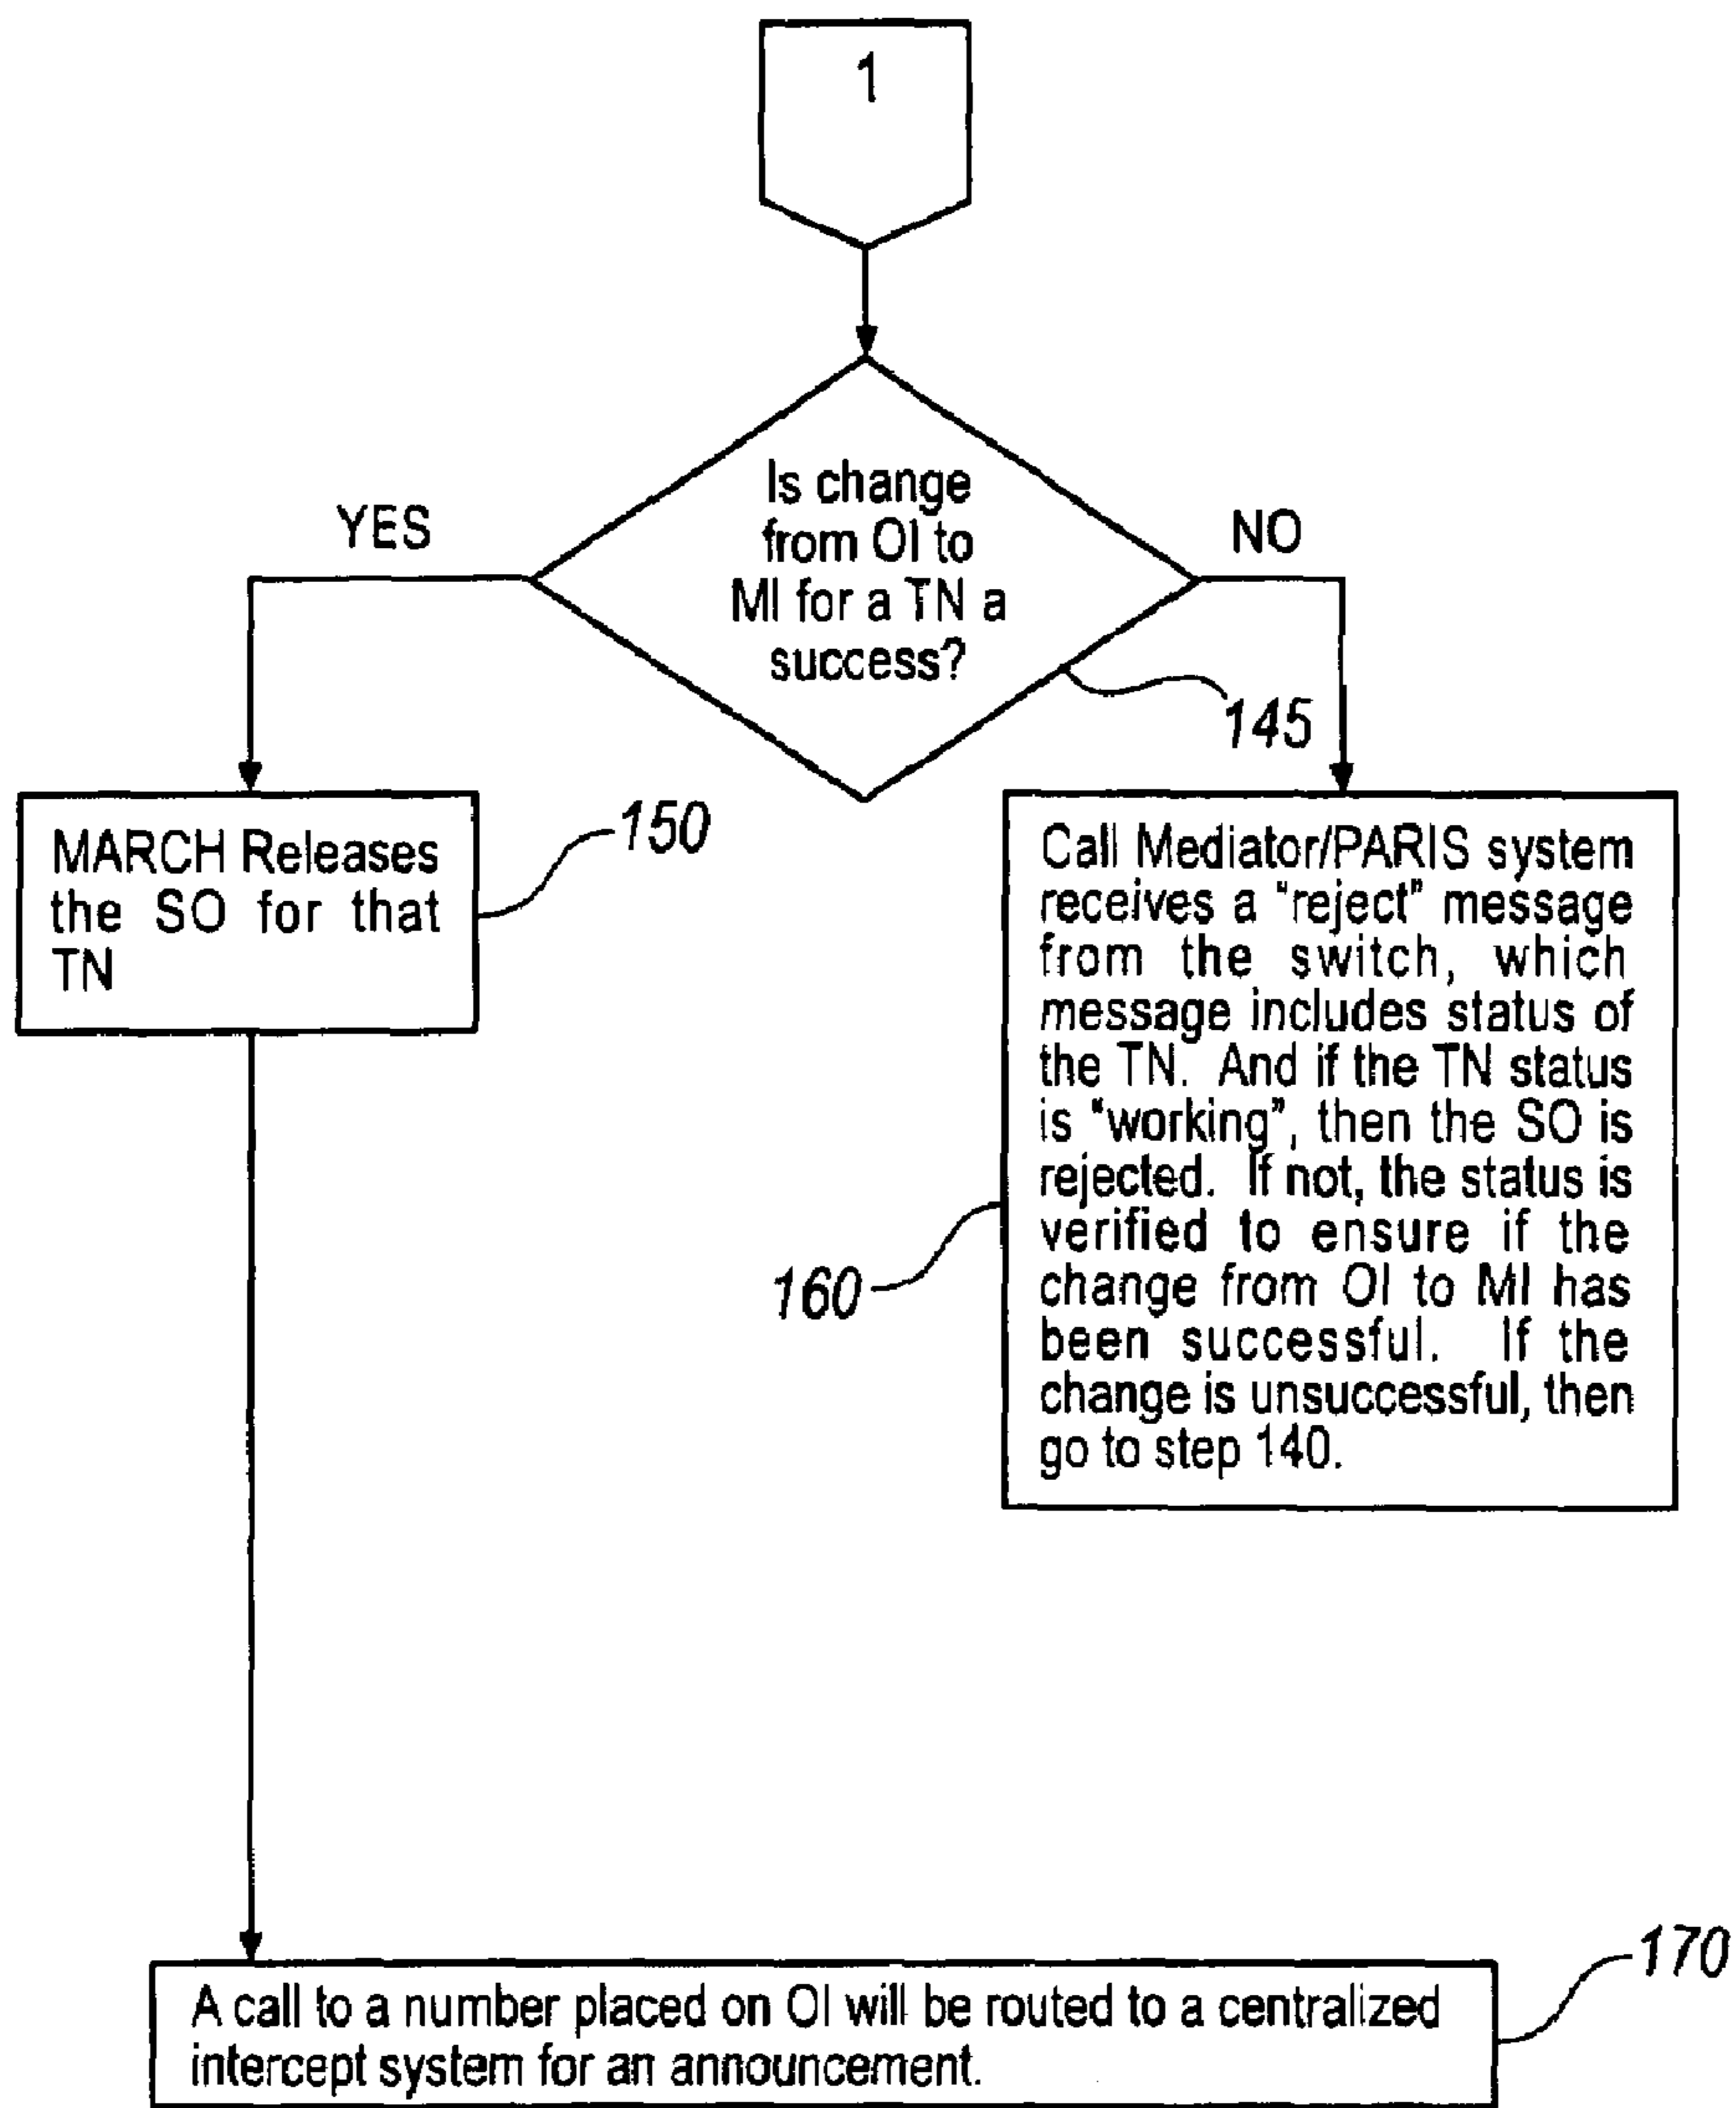 1
Is change
from OI to
MI for a TN a
success?
YES
NO
145
MARCH Releases
the SO for that
TN
150
Call Mediator/PARIS system
receives a "reject" message
from the switch, which
message includes status of
the TN. And if the TN status
is "working", then the SO is
rejected. If not, the status is
verified to ensure if the
change from OI to MI has
been successful. If the
change is unsuccessful, then
go to step 140.
160
A call to a number placed on OI will be routed to a centralized
intercept system for an announcement.
170